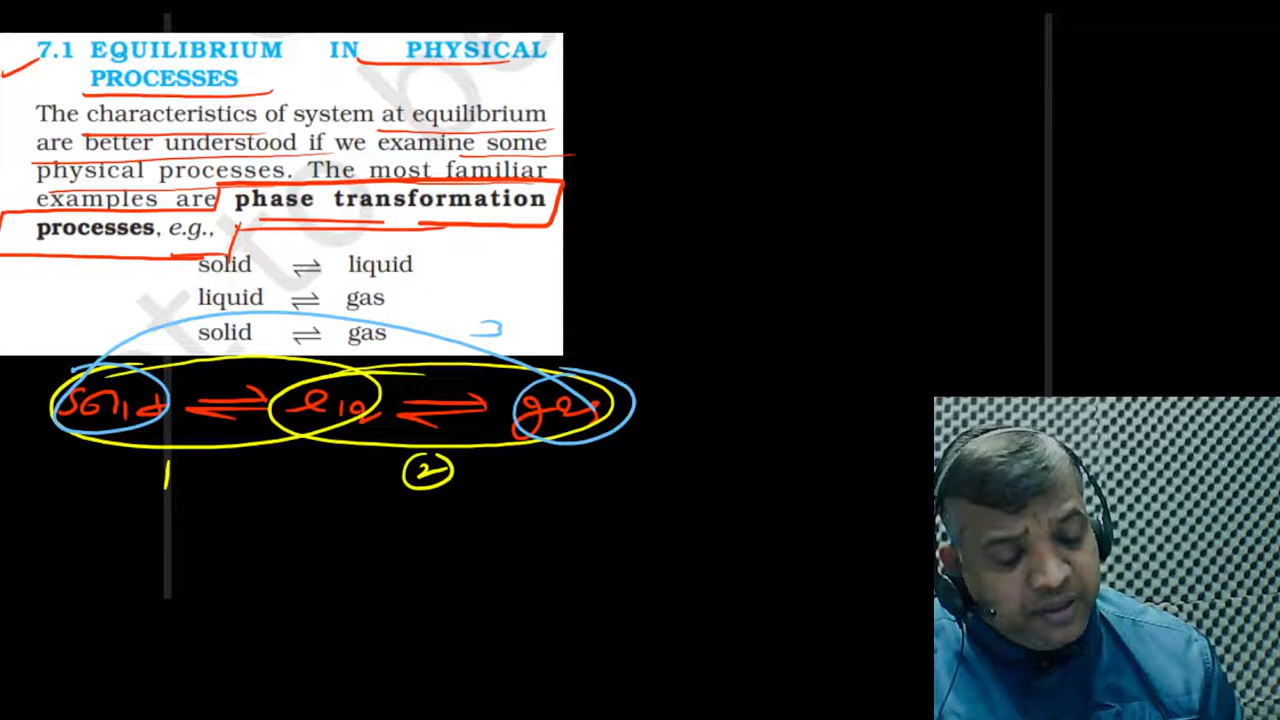 7.1 EQUILIBRIUM IN PHYSICAL
PROCESSES
The characteristics of system at equilibrium
are better understood if we examine some
physical processes. The most familiar
examples are phase transformation
processes, e.g.,
solid ⇌ liquid
liquid ⇌ gas
solid ⇌ gas
3
solid ⇌ liq ⇌ gas
1 2